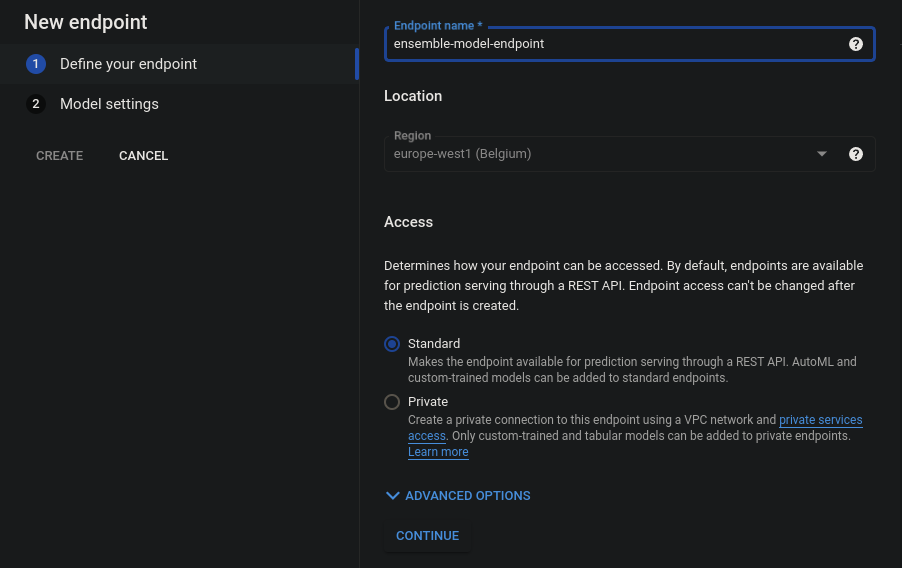 New endpoint
1 Define your endpoint
2 Model settings
CREATE CANCEL
Endpoint name *
ensemble-model-endpoint ?
Location
Region
europe-west1 (Belgium) ?
Access
Determines how your endpoint can be accessed. By default, endpoints are available
for prediction serving through a REST API. Endpoint access can't be changed after
the endpoint is created.
Standard
Makes the endpoint available for prediction serving through a REST API. AutoML and
custom-trained models can be added to standard endpoints.
Private
Create a private connection to this endpoint using a VPC network and private services
access. Only custom-trained and tabular models can be added to private endpoints.
Learn more
ADVANCED OPTIONS
CONTINUE